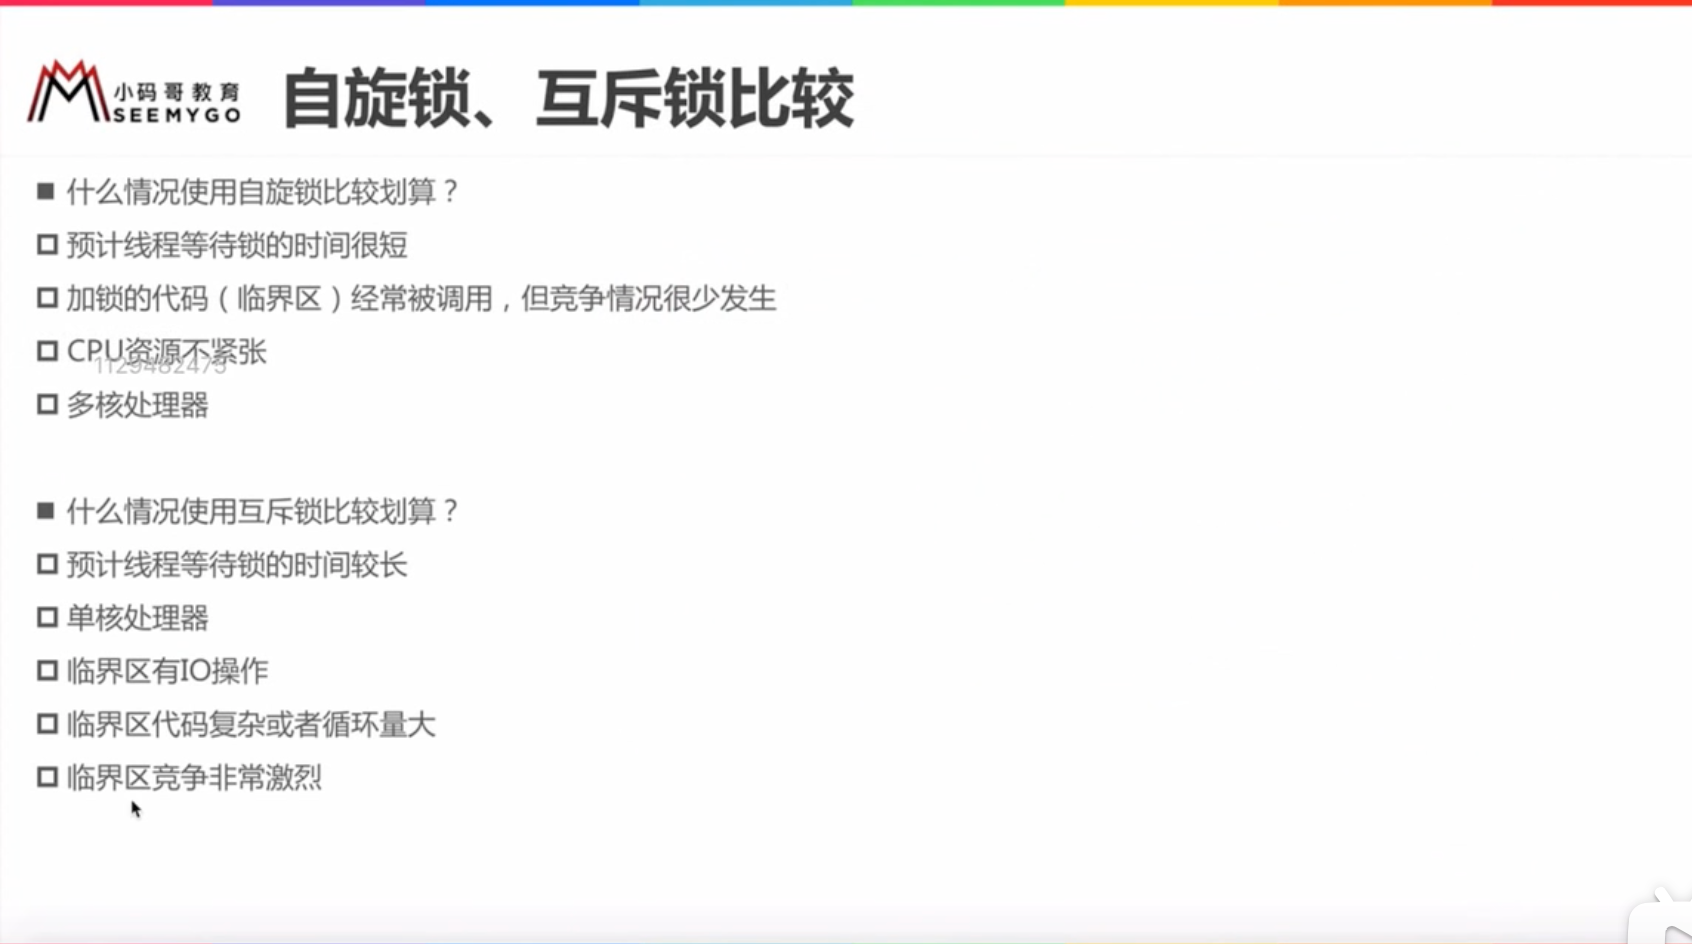 小码哥教育
SEEMYGO
自旋锁、互斥锁比较
什么情况使用自旋锁比较划算？
预计线程等待锁的时间很短
加锁的代码（临界区）经常被调用，但竞争情况很少发生
CPU资源不紧张
1129482475
多核处理器
什么情况使用互斥锁比较划算？
预计线程等待锁的时间较长
单核处理器
临界区有IO操作
临界区代码复杂或者循环量大
临界区竞争非常激烈